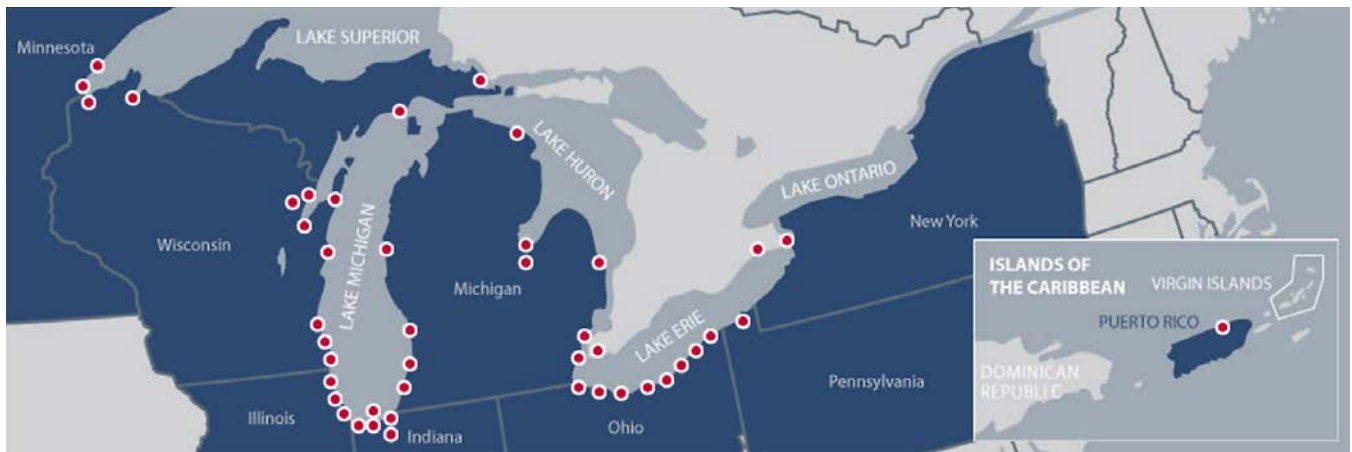 Minnesota
LAKE SUPERIOR
LAKE HURON
LAKE ONTARIO
New York
Wisconsin
LAKE MICHIGAN
Michigan
ISLANDS OF
THE CARIBBEAN
VIRGIN ISLANDS
PUERTO RICO
LAKE ERIE
DOMINICAN
REPUBLIC
Pennsylvania
Illinois
Indiana
Ohio